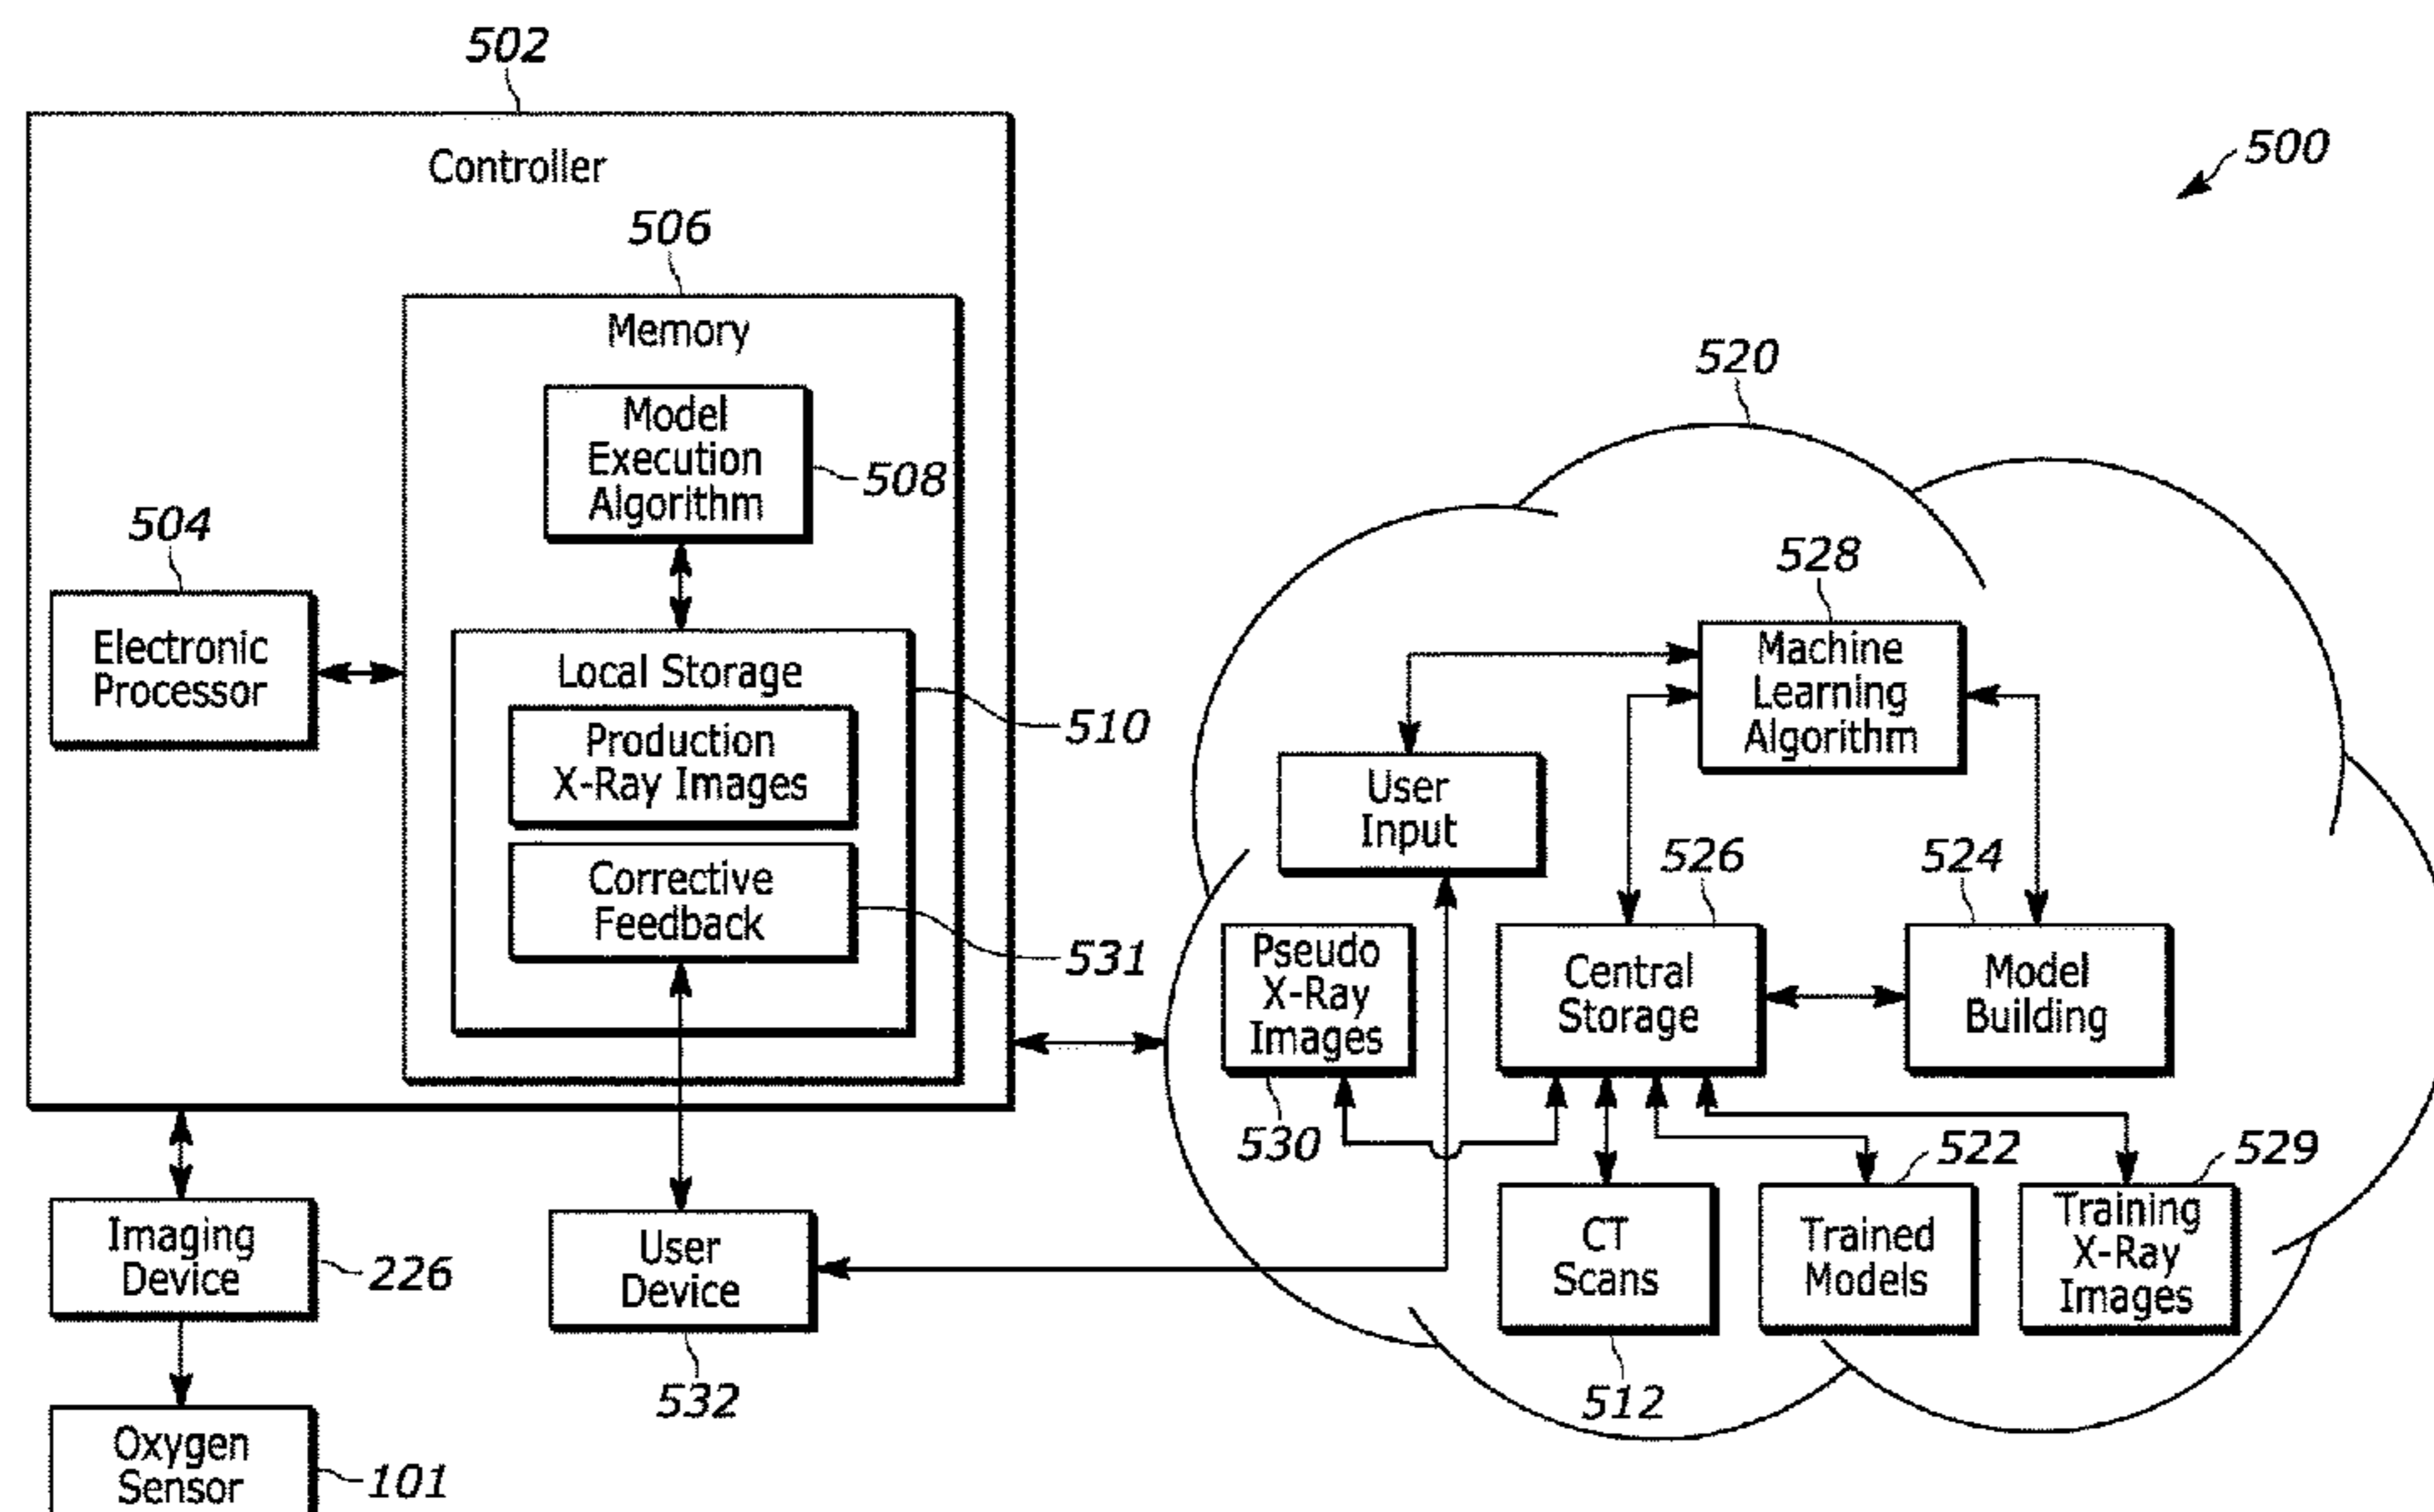 502
Controller
500
506
Memory
Model
Execution
Algorithm
508
504
Electronic
Processor
Local Storage
510
Production
X-Ray Images
Corrective
Feedback
531
Imaging
Device
226
Oxygen
Sensor
101
User
Device
532
520
528
Machine
Learning
Algorithm
User
Input
526
524
Pseudo
X-Ray
Images
530
Central
Storage
Model
Building
522
529
CT
Scans
512
Trained
Models
Training
X-Ray
Images